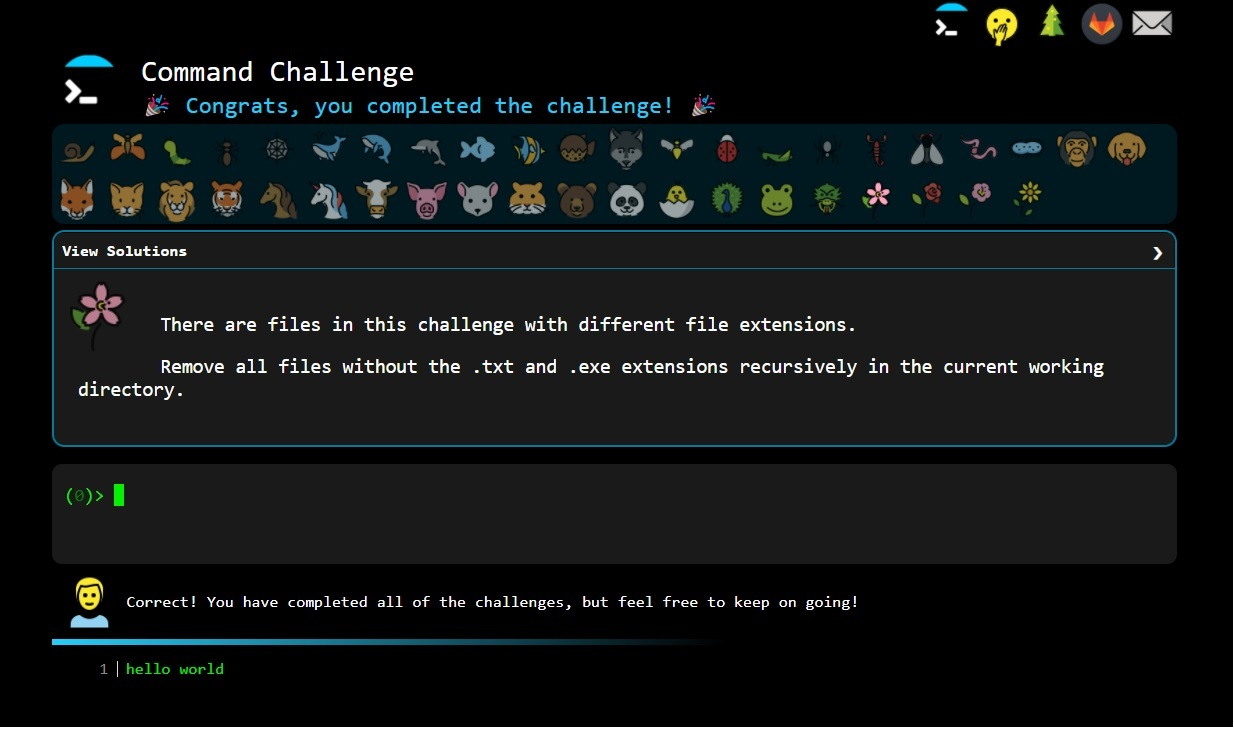 Command Challenge
🎉 Congrats, you completed the challenge! 🎉
View Solutions ❯
There are files in this challenge with different file extensions.
Remove all files without the .txt and .exe extensions recursively in the current working
directory.
(0)>
Correct! You have completed all of the challenges, but feel free to keep on going!
1 | hello world